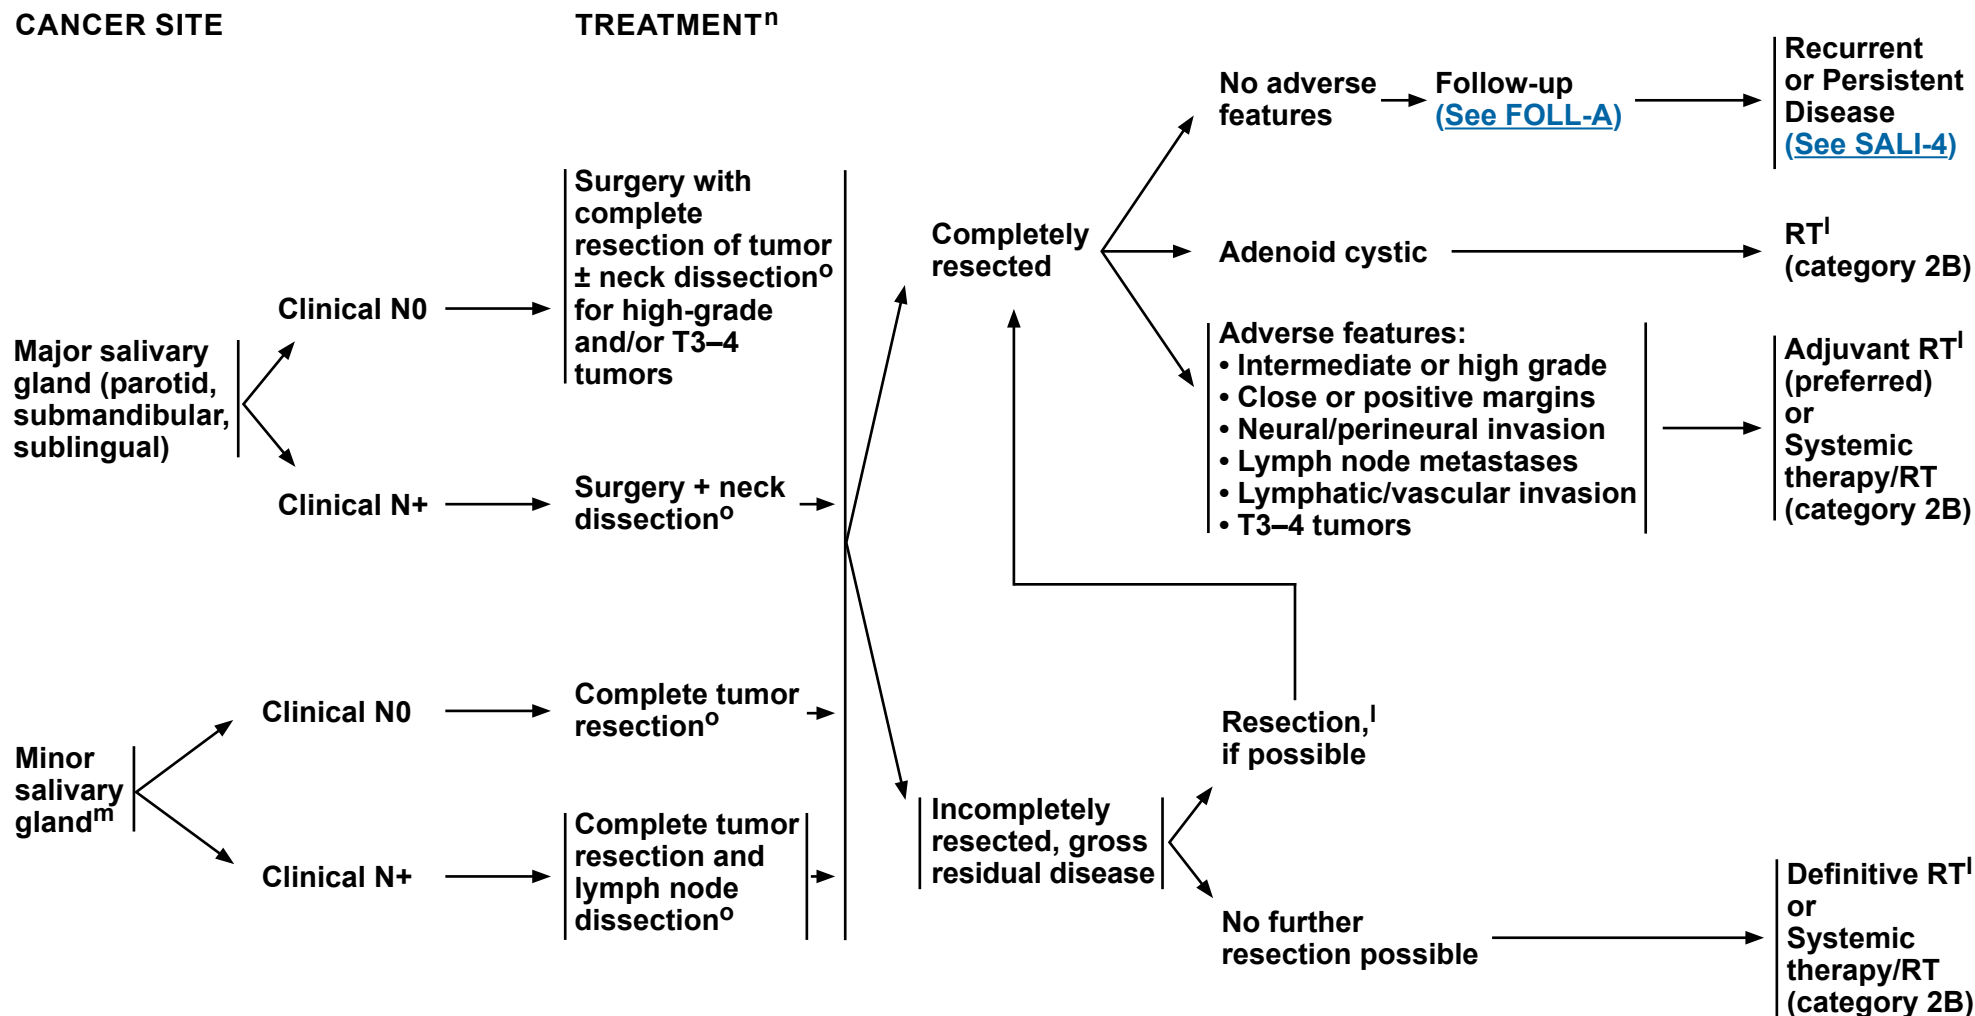 CANCER SITE
TREATMENTⁿ
Major salivary
gland (parotid,
submandibular,
sublingual)
Clinical N0
Surgery with
complete
resection of tumor
± neck dissectionᵒ
for high-grade
and/or T3–4
tumors
Clinical N+
Surgery + neck
dissectionᵒ
Minor
salivary
glandᵐ
Clinical N0
Complete tumor
resectionᵒ
Clinical N+
Complete tumor
resection and
lymph node
dissectionᵒ
Completely
resected
No adverse
features
Follow-up
(See FOLL-A)
Recurrent
or Persistent
Disease
(See SALI-4)
Adenoid cystic
RTˡ
(category 2B)
Adverse features:
• Intermediate or high grade
• Close or positive margins
• Neural/perineural invasion
• Lymph node metastases
• Lymphatic/vascular invasion
• T3–4 tumors
Adjuvant RTˡ
(preferred)
or
Systemic
therapy/RT
(category 2B)
Incompletely
resected, gross
residual disease
Resection,ˡ
if possible
No further
resection possible
Definitive RTˡ
or
Systemic
therapy/RT
(category 2B)